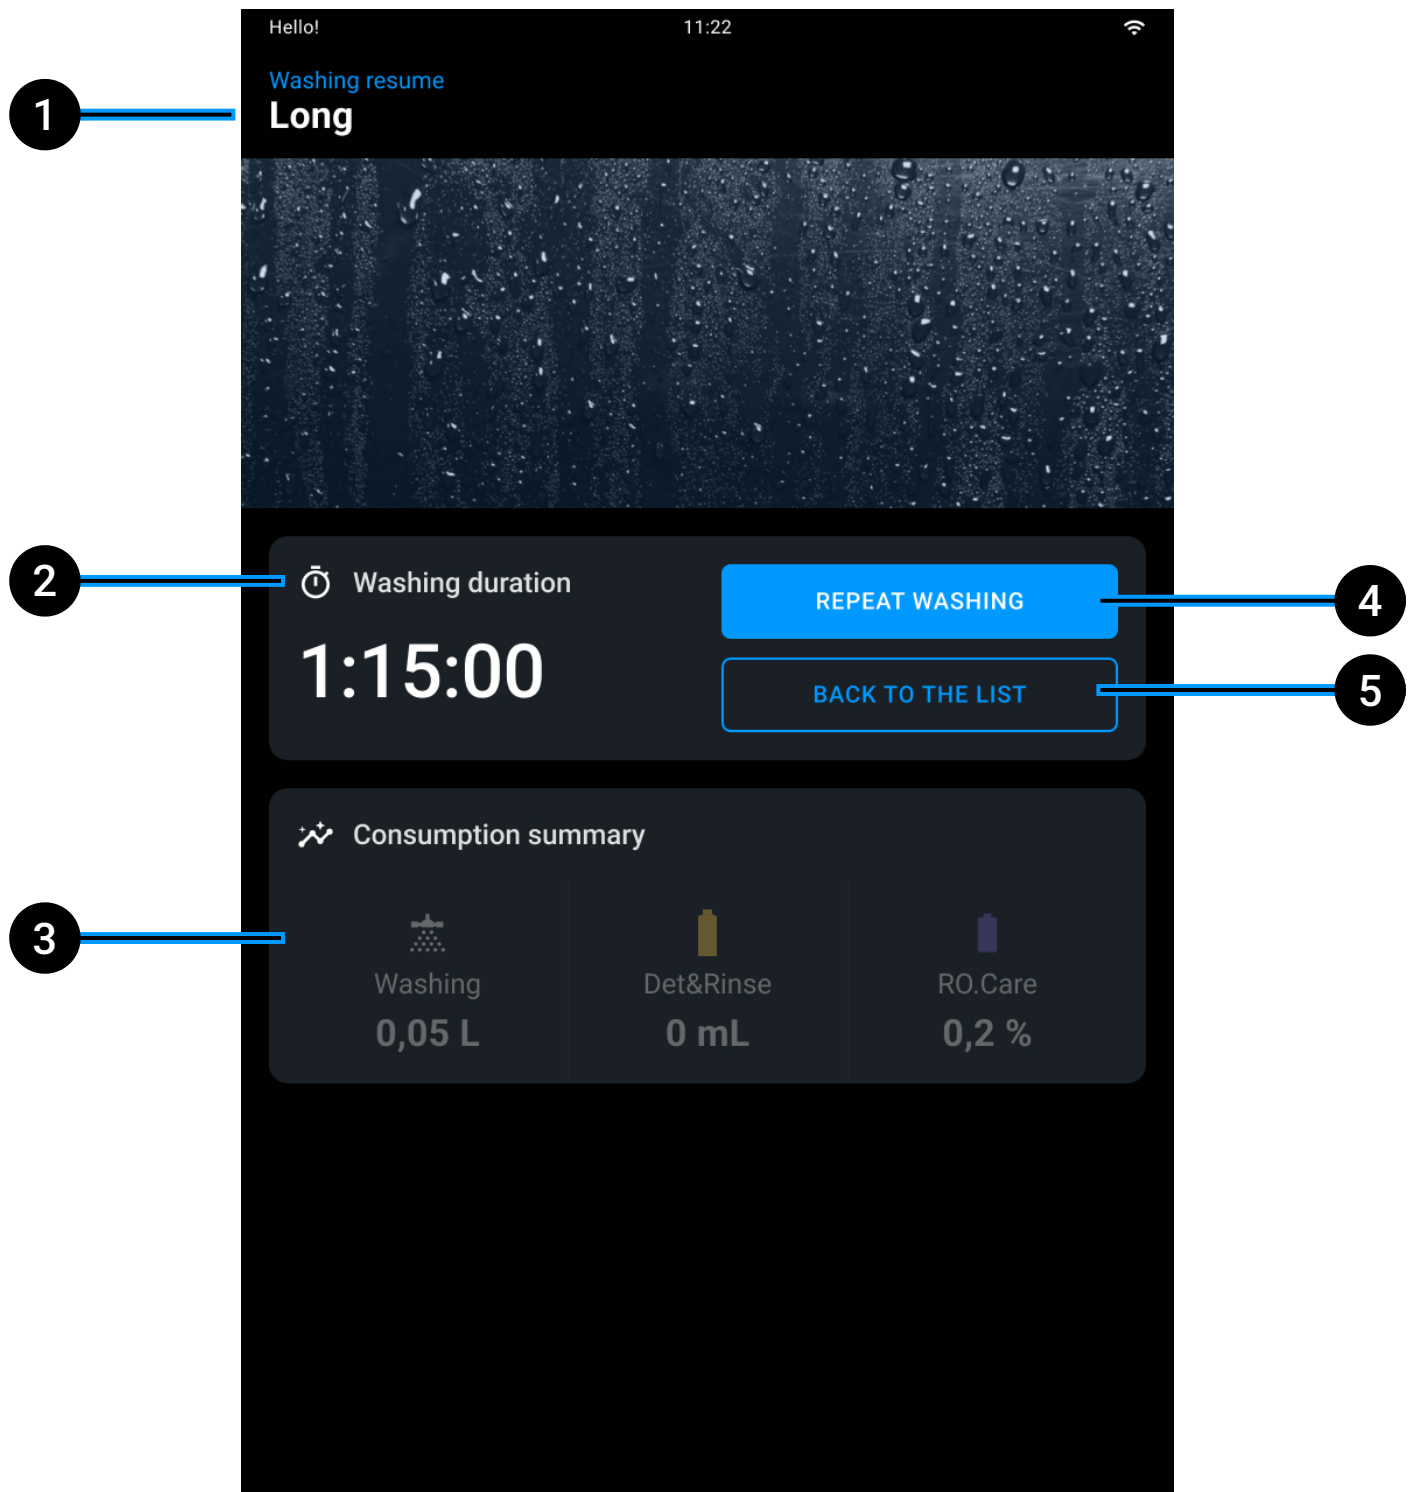 Hello!
11:22
Washing resume
1
Long
2
Washing duration
REPEAT WASHING
4
1:15:00
BACK TO THE LIST
5
Consumption summary
3
Washing
Det&Rinse
RO.Care
0,05 L
0 mL
0,2 %